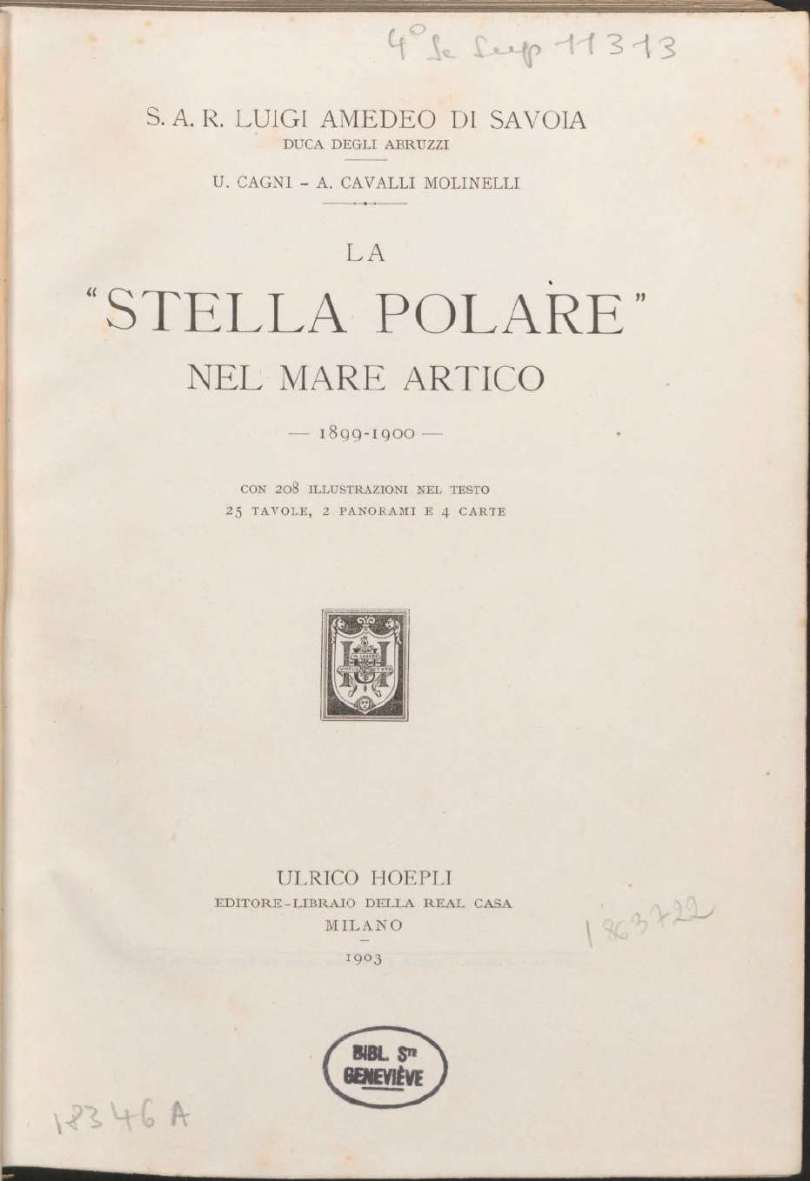 4° Sc Sup 11313
S. A. R. LUIGI AMEDEO DI SAVOIA
DUCA DEGLI ABRUZZI
U. CAGNI - A. CAVALLI MOLINELLI
LA
“STELLA POLARE”
NEL MARE ARTICO
— 1899-1900 —
CON 208 ILLUSTRAZIONI NEL TESTO
25 TAVOLE, 2 PANORAMI E 4 CARTE
ULRICO HOEPLI
EDITORE-LIBRAIO DELLA REAL CASA
MILANO
1903
1863722
BIBL. STE
GENEVIÈVE
18346 A